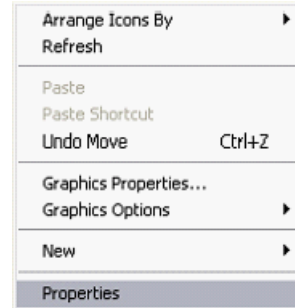 Arrange Icons By
Refresh
Paste
Paste Shortcut
Undo Move Ctrl+Z
Graphics Properties...
Graphics Options
New
Properties